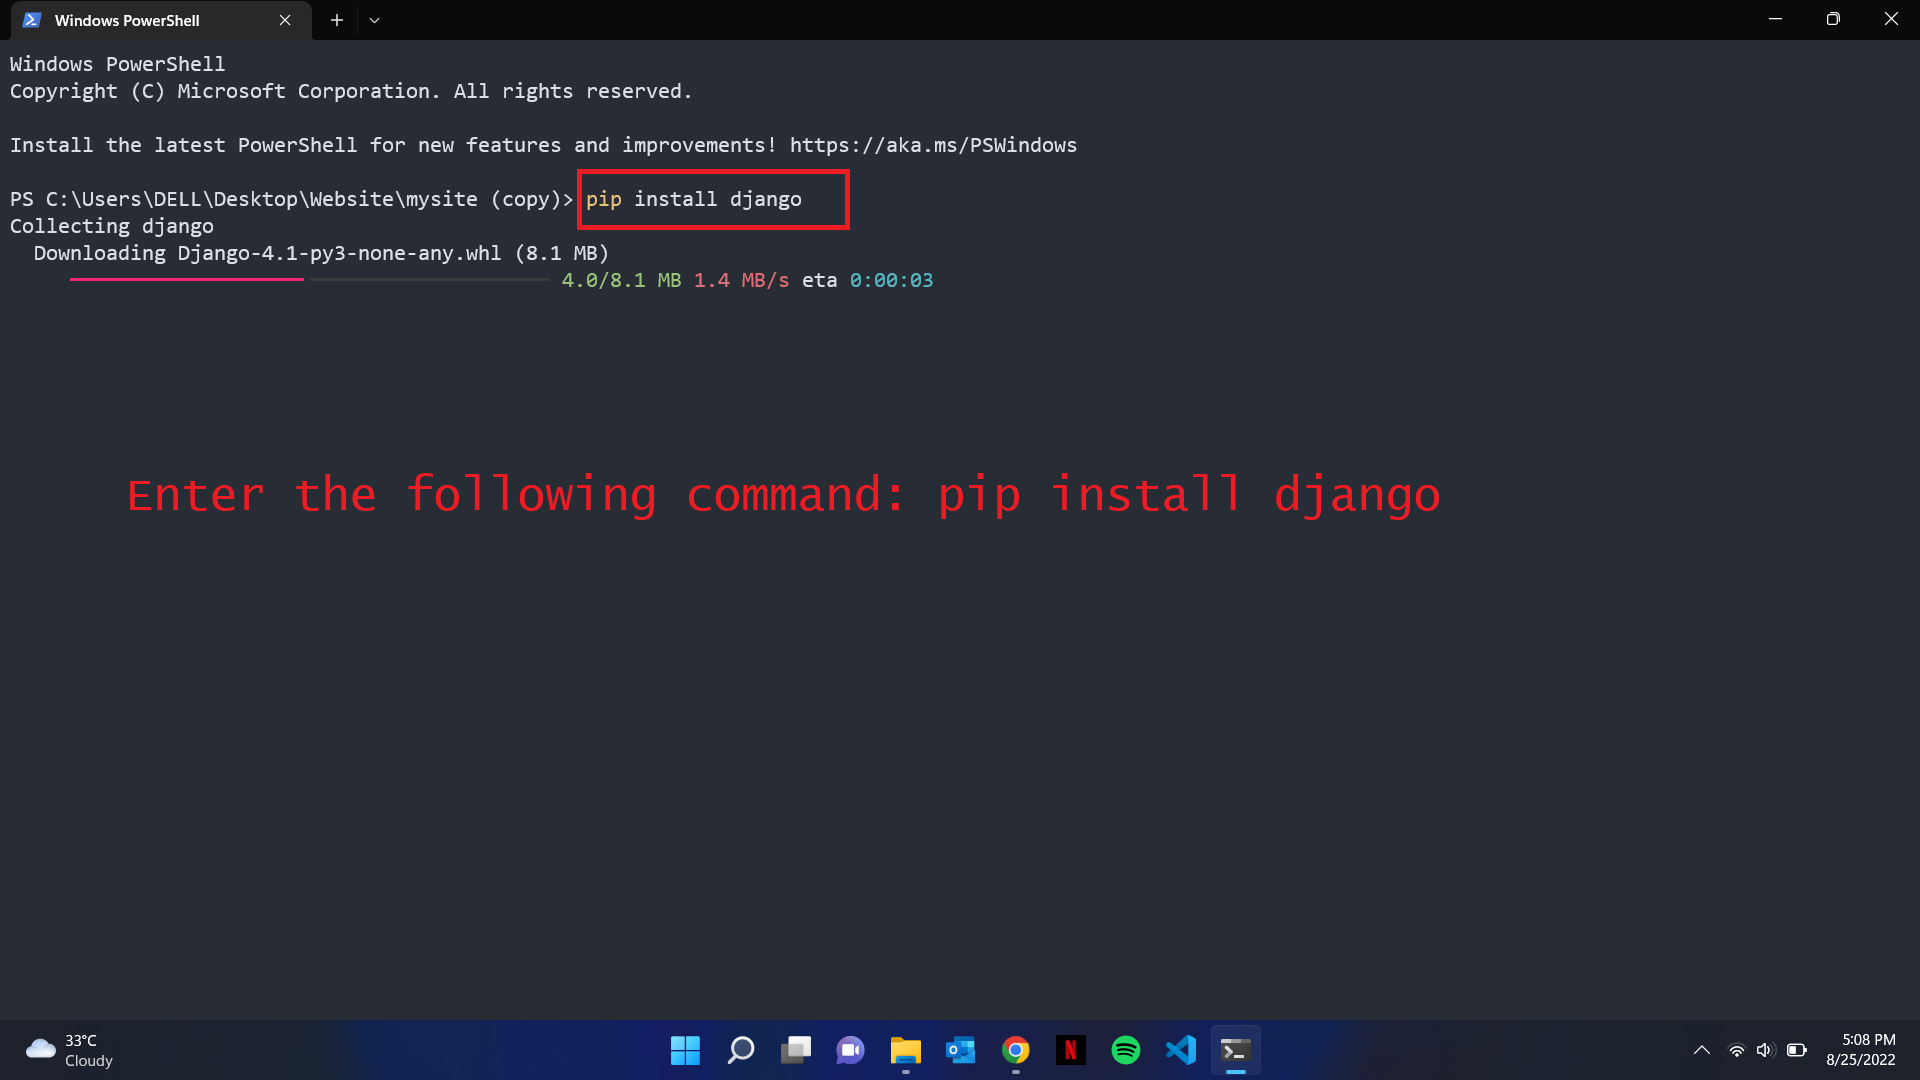 Windows PowerShell
Windows PowerShell
Copyright (C) Microsoft Corporation. All rights reserved.
Install the latest PowerShell for new features and improvements! https://aka.ms/PSWindows
PS C:\Users\DELL\Desktop\Website\mysite (copy)> pip install django
Collecting django
  Downloading Django-4.1-py3-none-any.whl (8.1 MB)
4.0/8.1 MB 1.4 MB/s eta 0:00:03
Enter the following command: pip install django
33°C
Cloudy
5:08 PM
8/25/2022